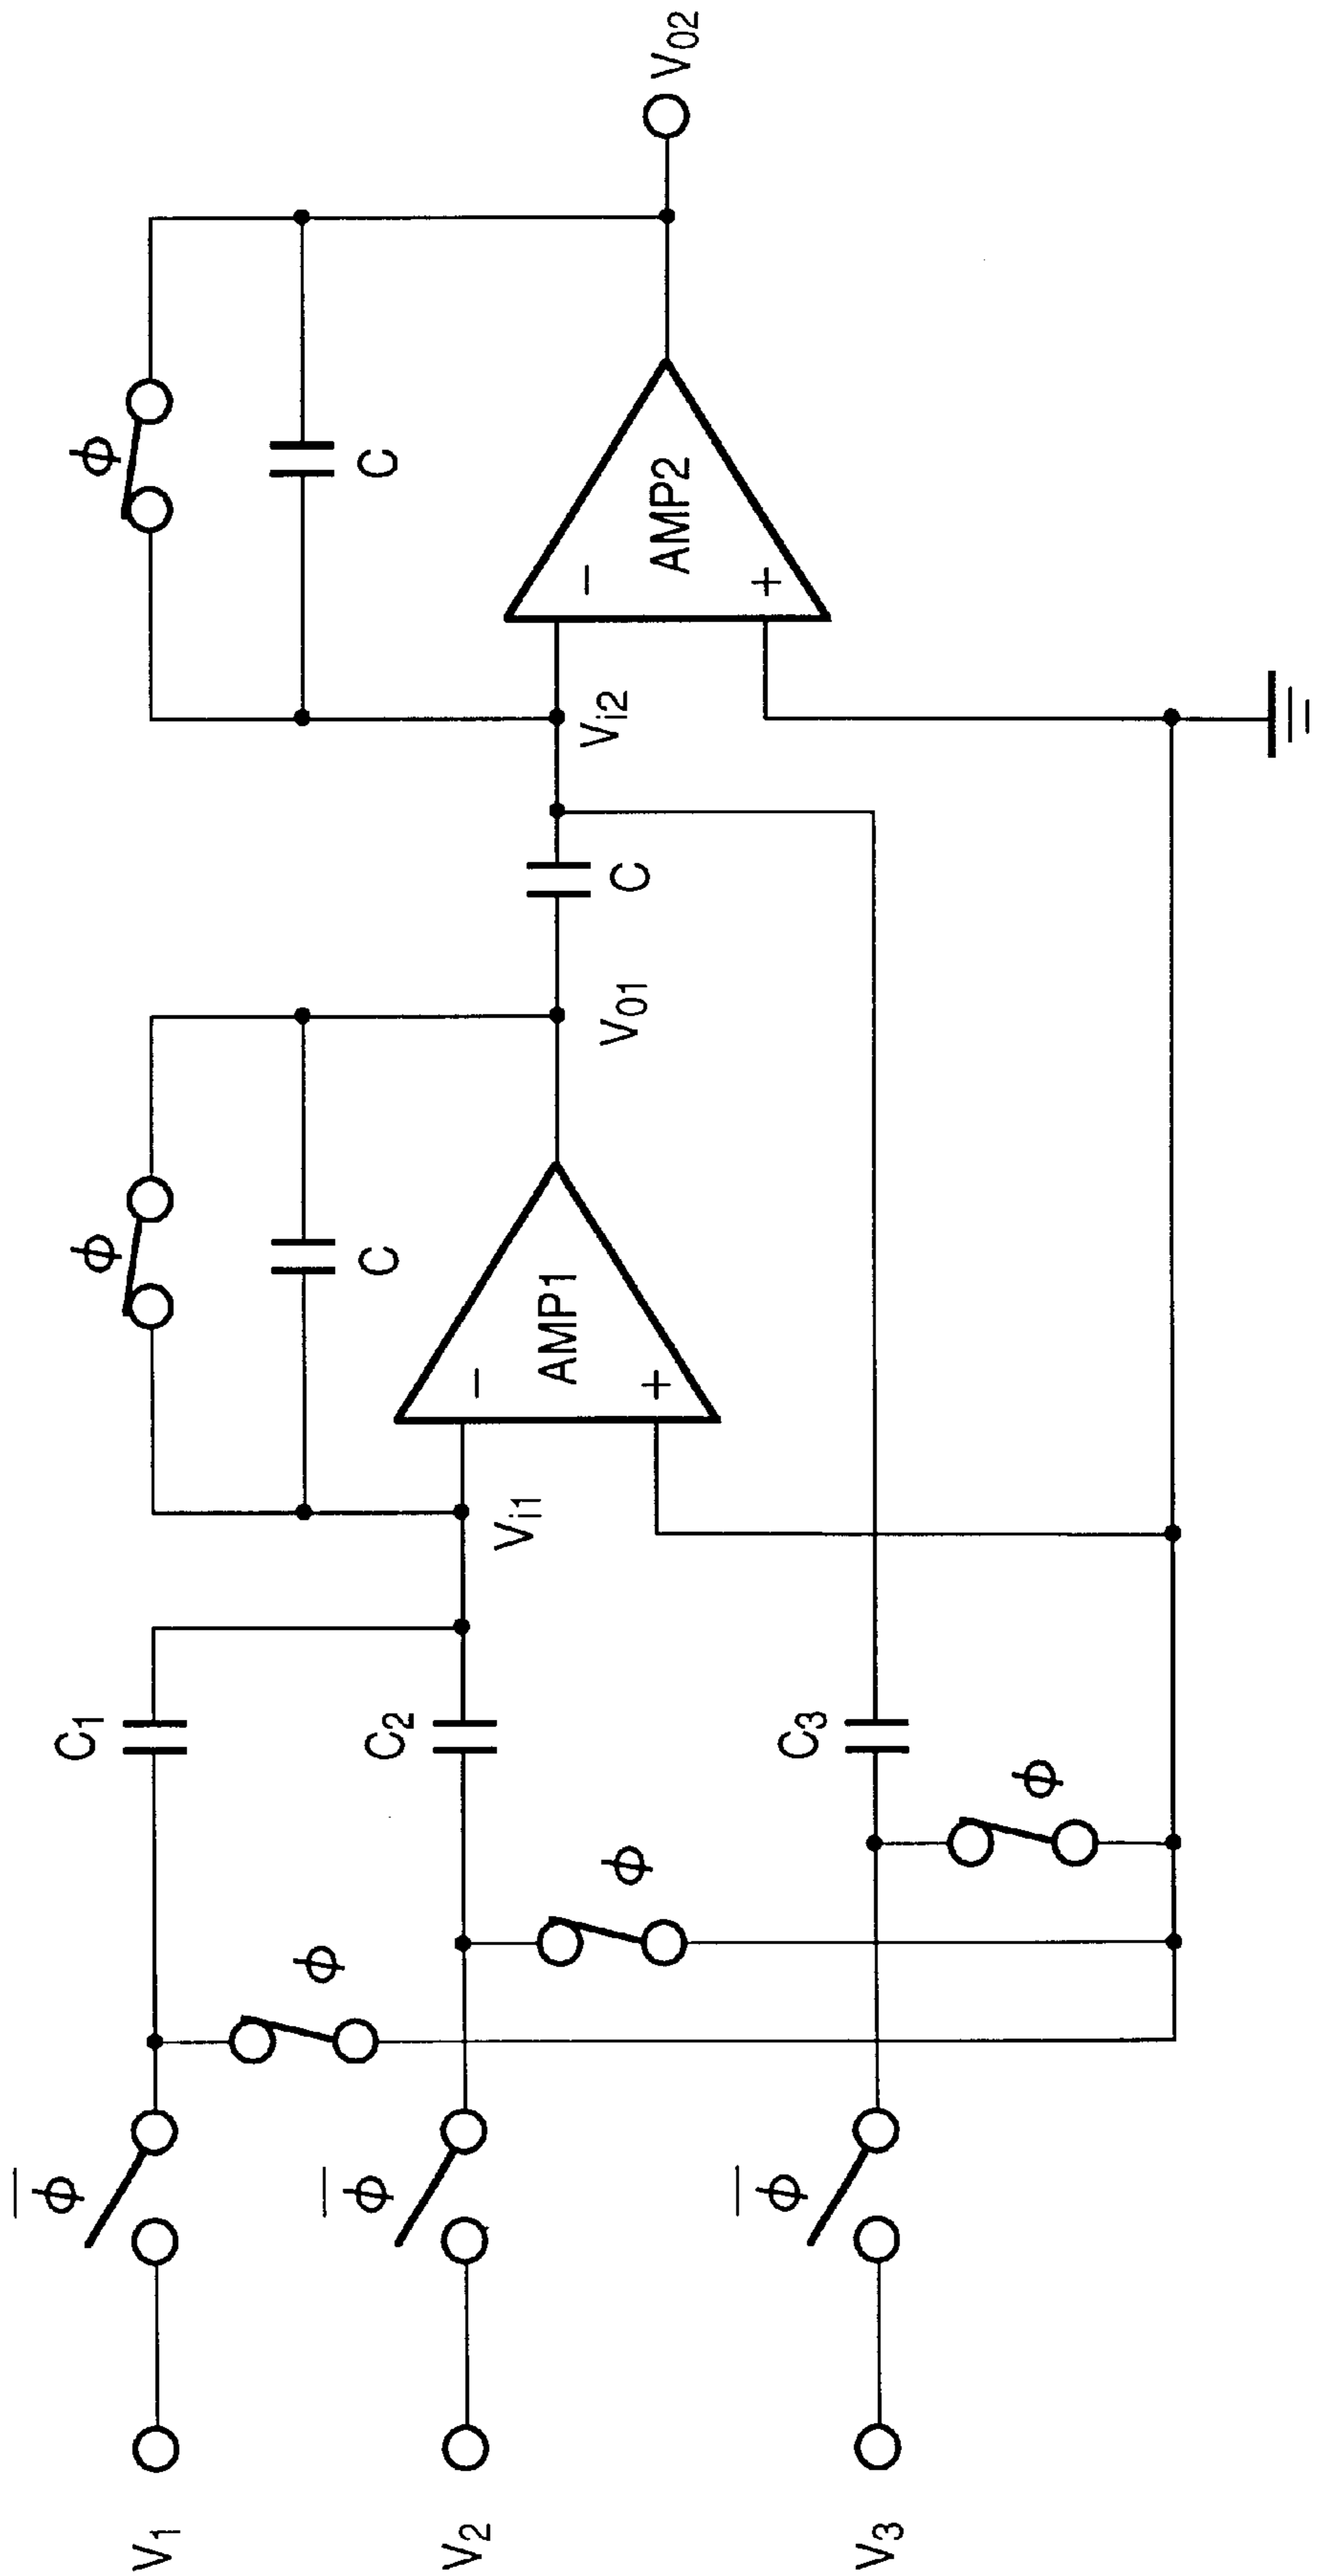 ϕ ϕ
C C
C₁
ϕ̅ ϕ
V₁
AMP1 − +
AMP2 − +
V₀₂
C₂
ϕ̅ ϕ
V₂
Vᵢ₁ V₀₁ C Vᵢ₂
C₃
ϕ̅ ϕ
V₃